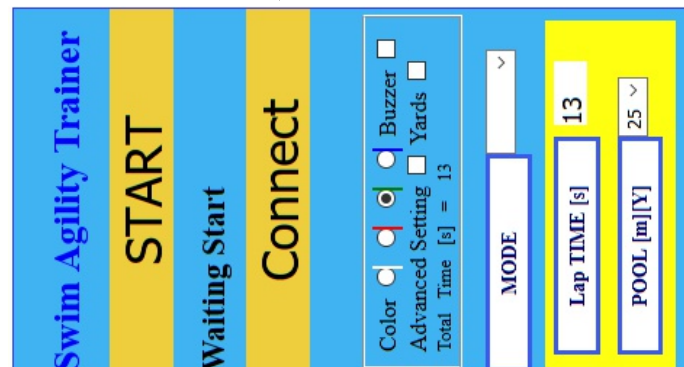 Swim Agility Trainer
START
Waiting Start
Connect
Color Buzzer
Advanced Setting Yards
Total Time [s] = 13
MODE
Lap TIME [s] 13
POOL [m][Y] 25